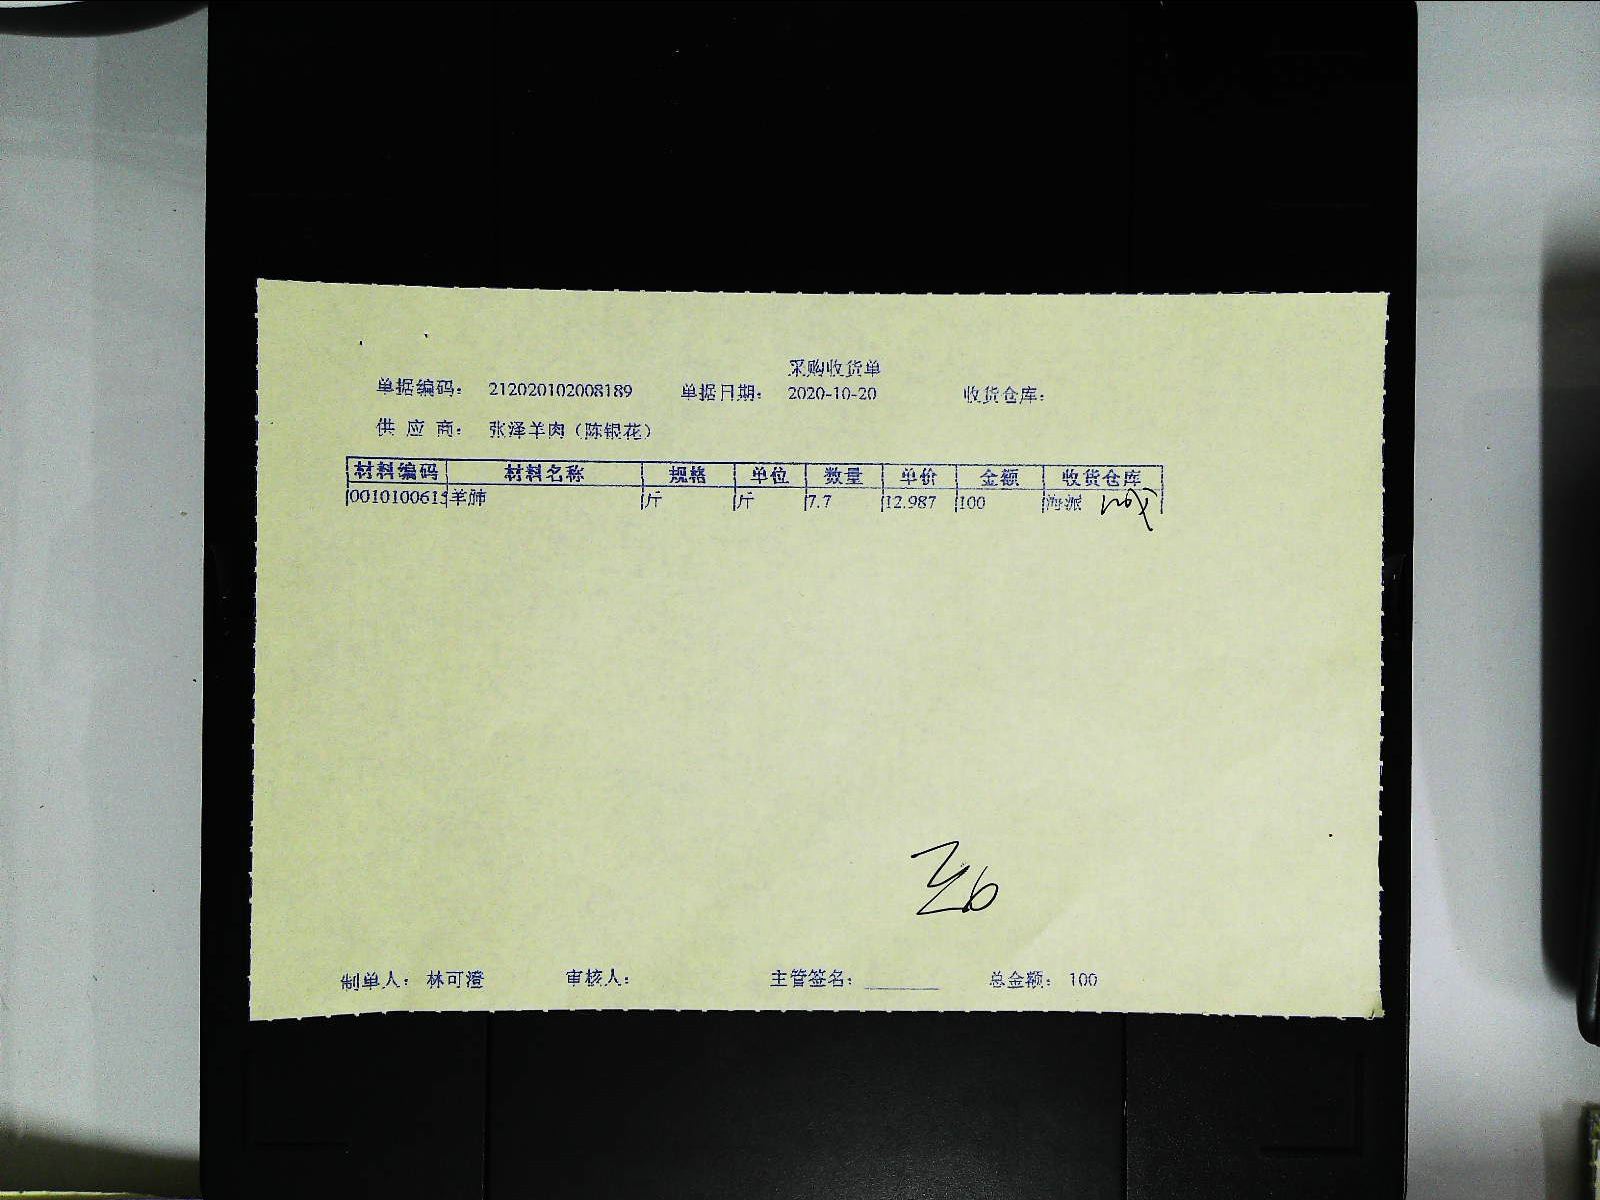 采购收货单
单据编码： 212020102008189 单据日期： 2020-10-20 收货仓库：
供 应 商： 张泽羊肉（陈银花）
材料编码 材料名称 规格 单位 数量 单价 金额 收货仓库
0010100615 羊肺 斤 斤 7.7 12.987 100 海派
制单人： 林可澄 审核人： 主管签名： 总金额： 100